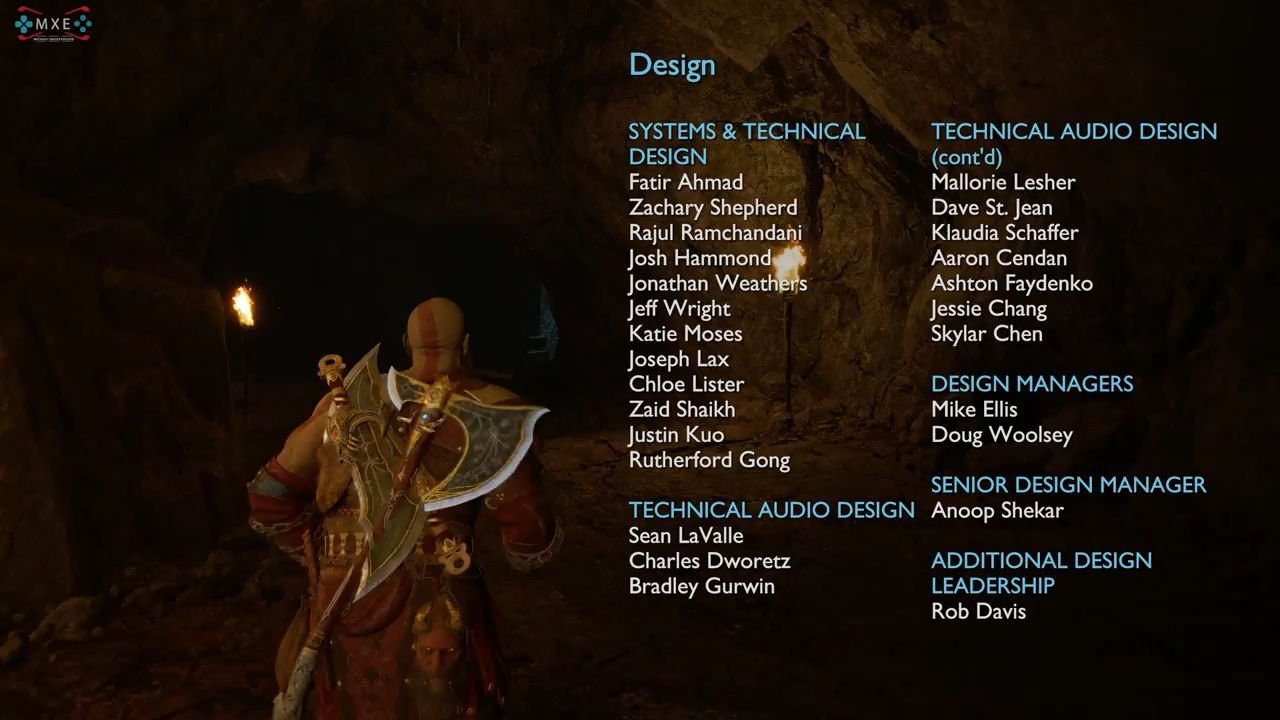 MXE
Design
SYSTEMS & TECHNICAL
DESIGN
Fatir Ahmad
Zachary Shepherd
Rajul Ramchandani
Josh Hammond
Jonathan Weathers
Jeff Wright
Katie Moses
Joseph Lax
Chloe Lister
Zaid Shaikh
Justin Kuo
Rutherford Gong
TECHNICAL AUDIO DESIGN
Sean LaValle
Charles Dworetz
Bradley Gurwin
TECHNICAL AUDIO DESIGN
(cont'd)
Mallorie Lesher
Dave St. Jean
Klaudia Schaffer
Aaron Cendan
Ashton Faydenko
Jessie Chang
Skylar Chen
DESIGN MANAGERS
Mike Ellis
Doug Woolsey
SENIOR DESIGN MANAGER
Anoop Shekar
ADDITIONAL DESIGN
LEADERSHIP
Rob Davis